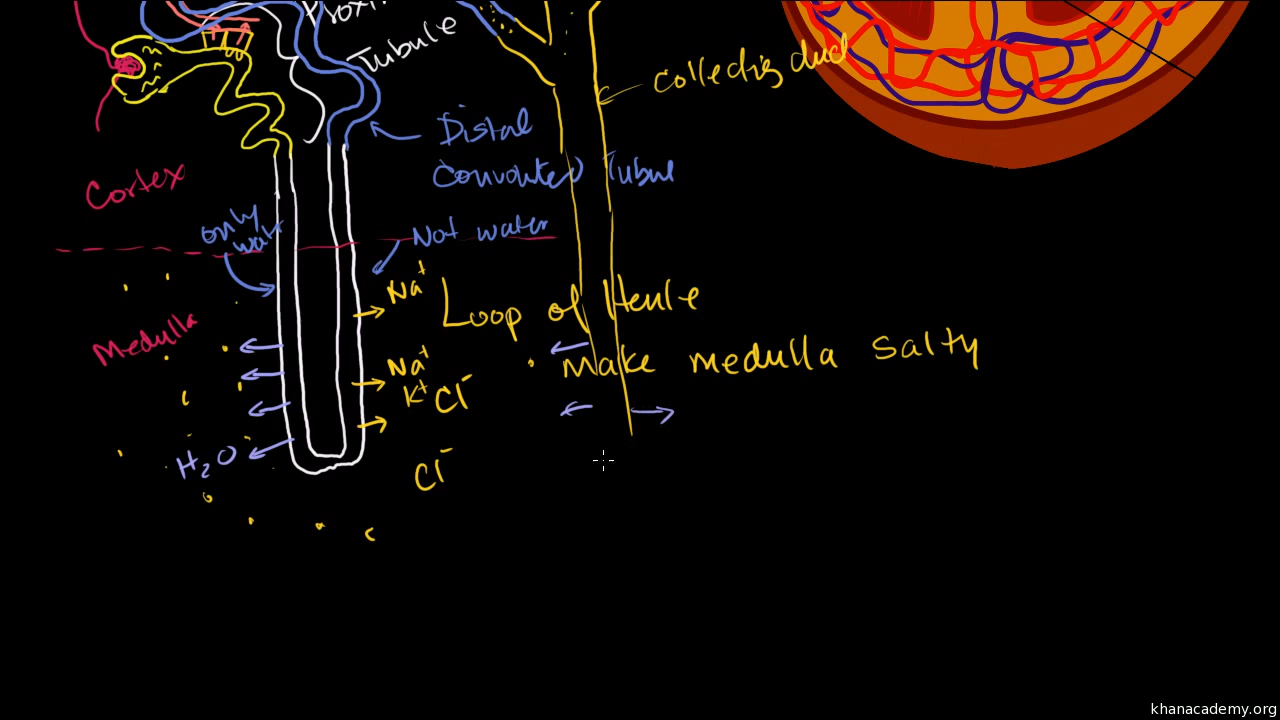 Tubule
collecting duct
Distal
Convoluted Tubule
Cortex
only
Not water
Na+
Loop of Henle
Medulla
Na+
K+ Cl-
Make medulla salty
H2O
Cl-
khanacademy.org